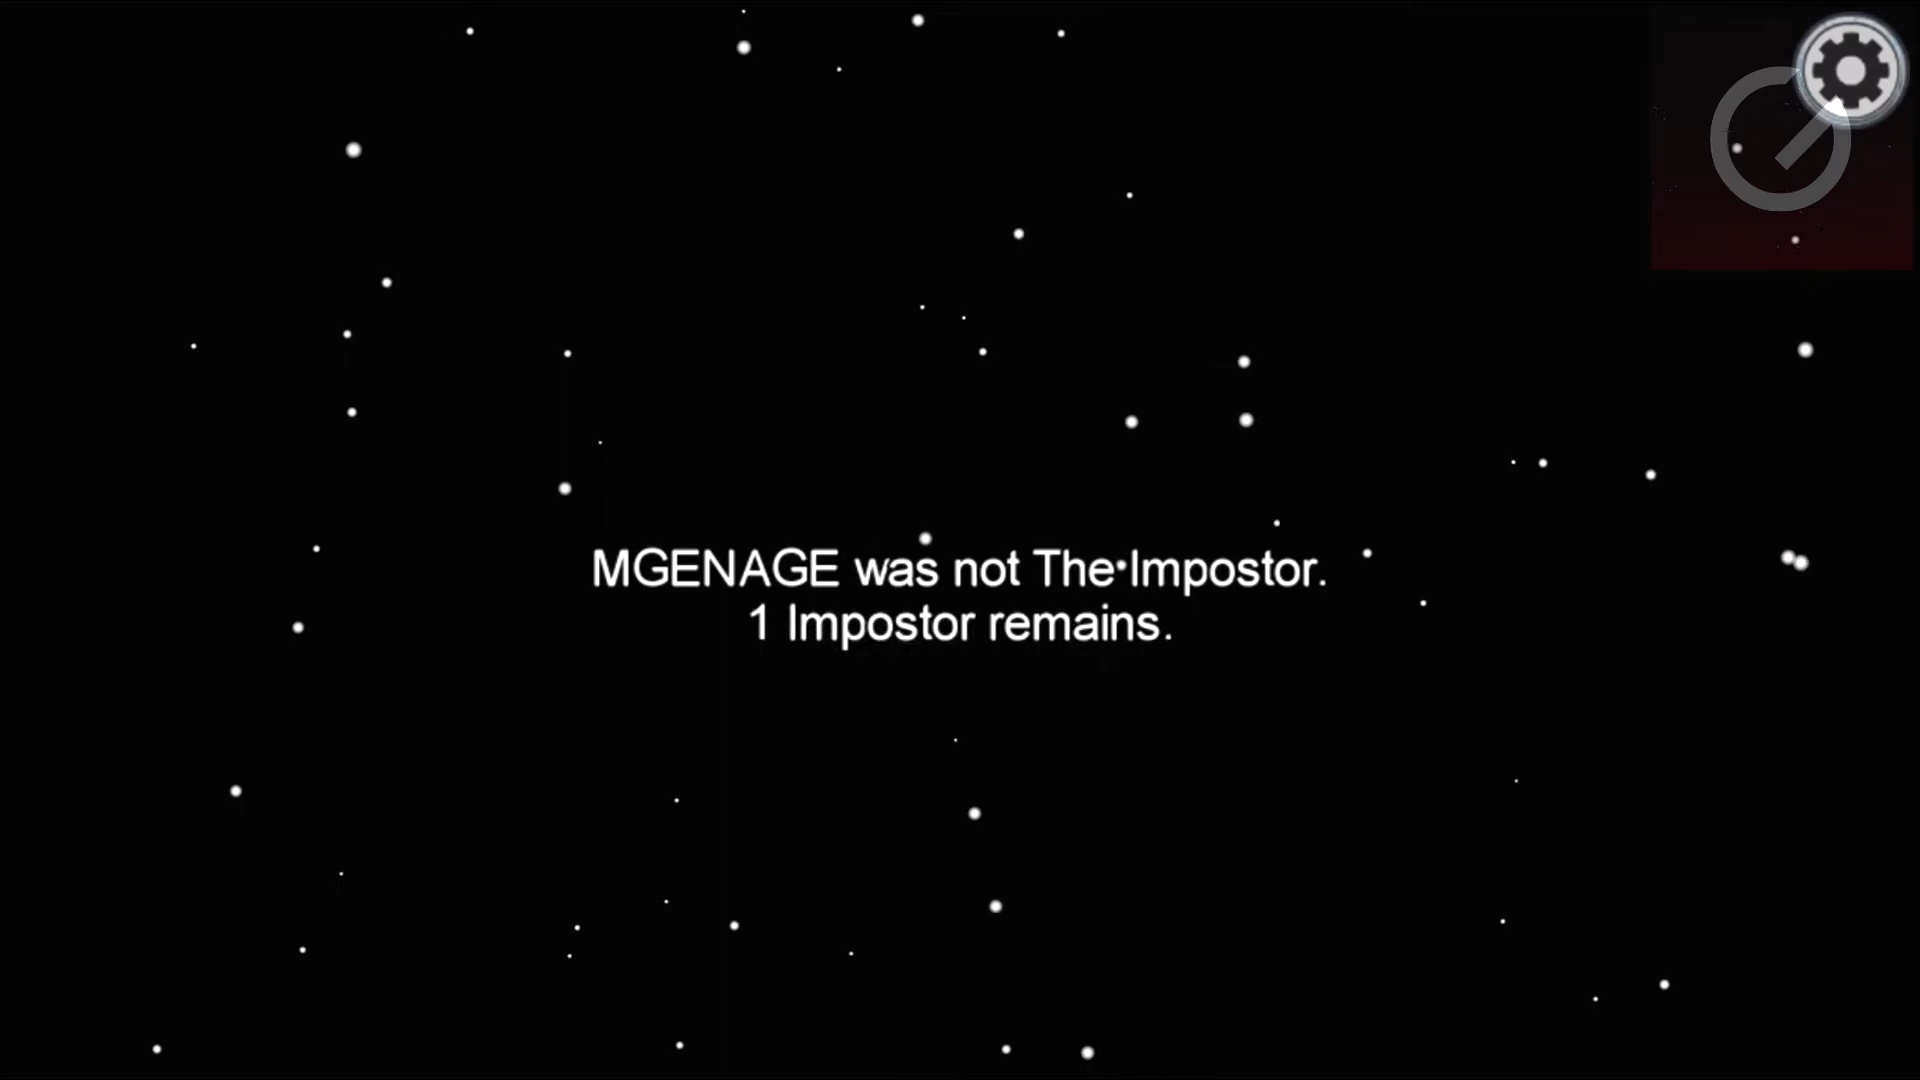 MGENAGE was not The Impostor.
1 Impostor remains.